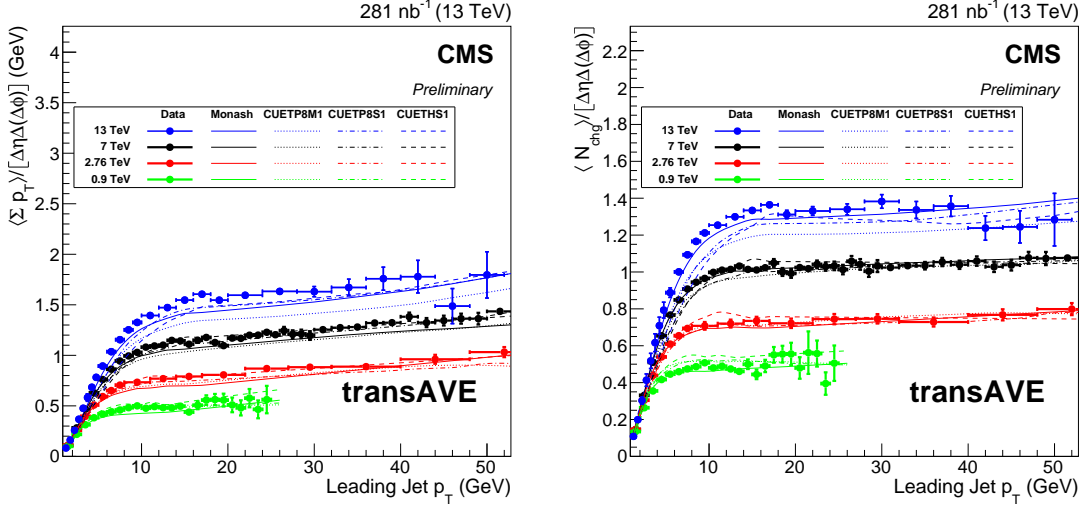 281 nb⁻¹ (13 TeV)
CMS
Preliminary
Data Monash CUETP8M1 CUETP8S1 CUETHS1
13 TeV
7 TeV
2.76 TeV
0.9 TeV
transAVE
⟨Σ p_T⟩/[ΔηΔ(Δϕ)] (GeV)
4
3.5
3
2.5
2
1.5
1
0.5
0
10 20 30 40 50
Leading Jet p_T (GeV)
281 nb⁻¹ (13 TeV)
CMS
Preliminary
Data Monash CUETP8M1 CUETP8S1 CUETHS1
13 TeV
7 TeV
2.76 TeV
0.9 TeV
transAVE
⟨ N_chg⟩/[ΔηΔ(Δϕ)]
2.2
2
1.8
1.6
1.4
1.2
1
0.8
0.6
0.4
0.2
0
10 20 30 40 50
Leading Jet p_T (GeV)